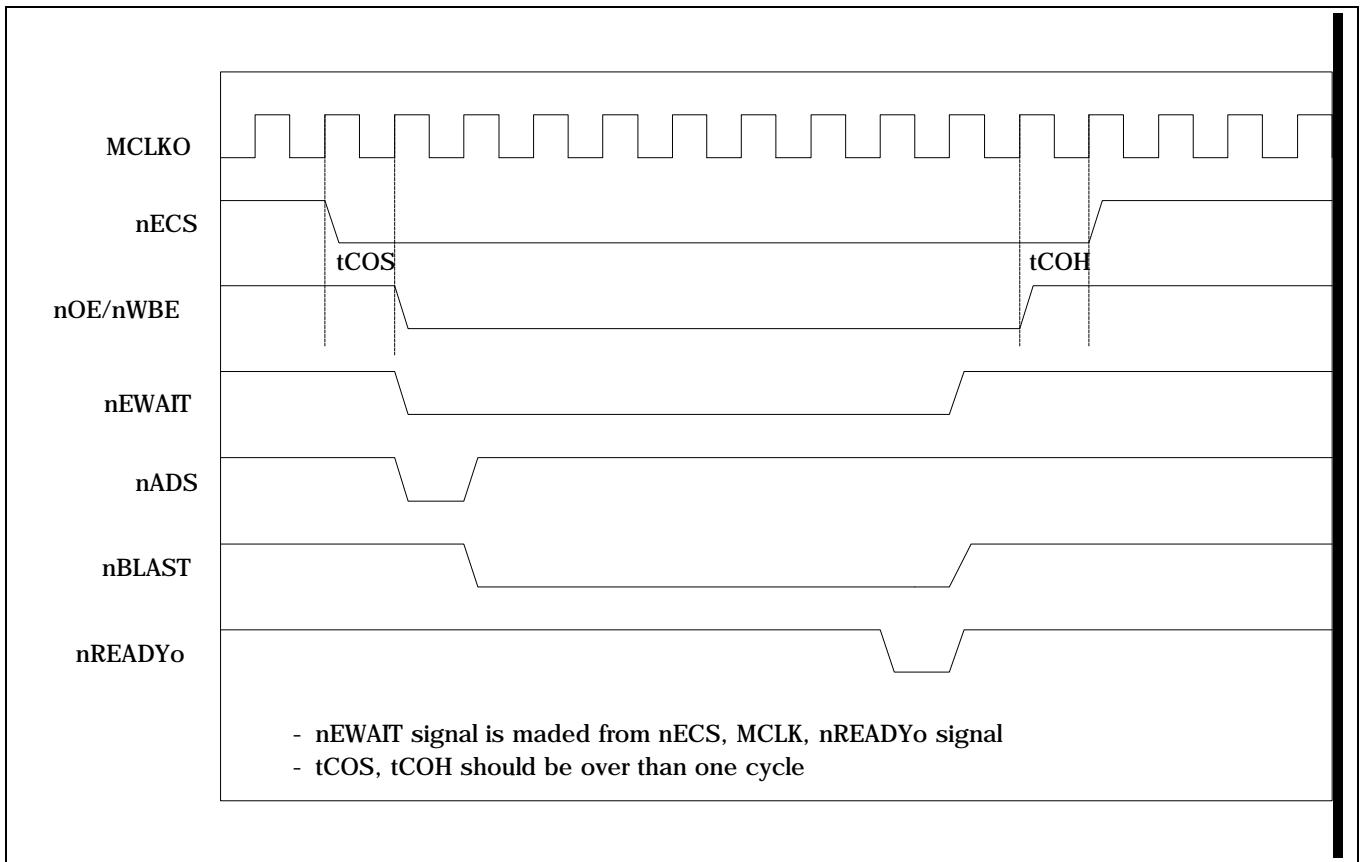 MCLKO
nECS
tCOS
tCOH
nOE/nWBE
nEWAIT
nADS
nBLAST
nREADYo
- nEWAIT signal is maded from nECS, MCLK, nREADYo signal
- tCOS, tCOH should be over than one cycle